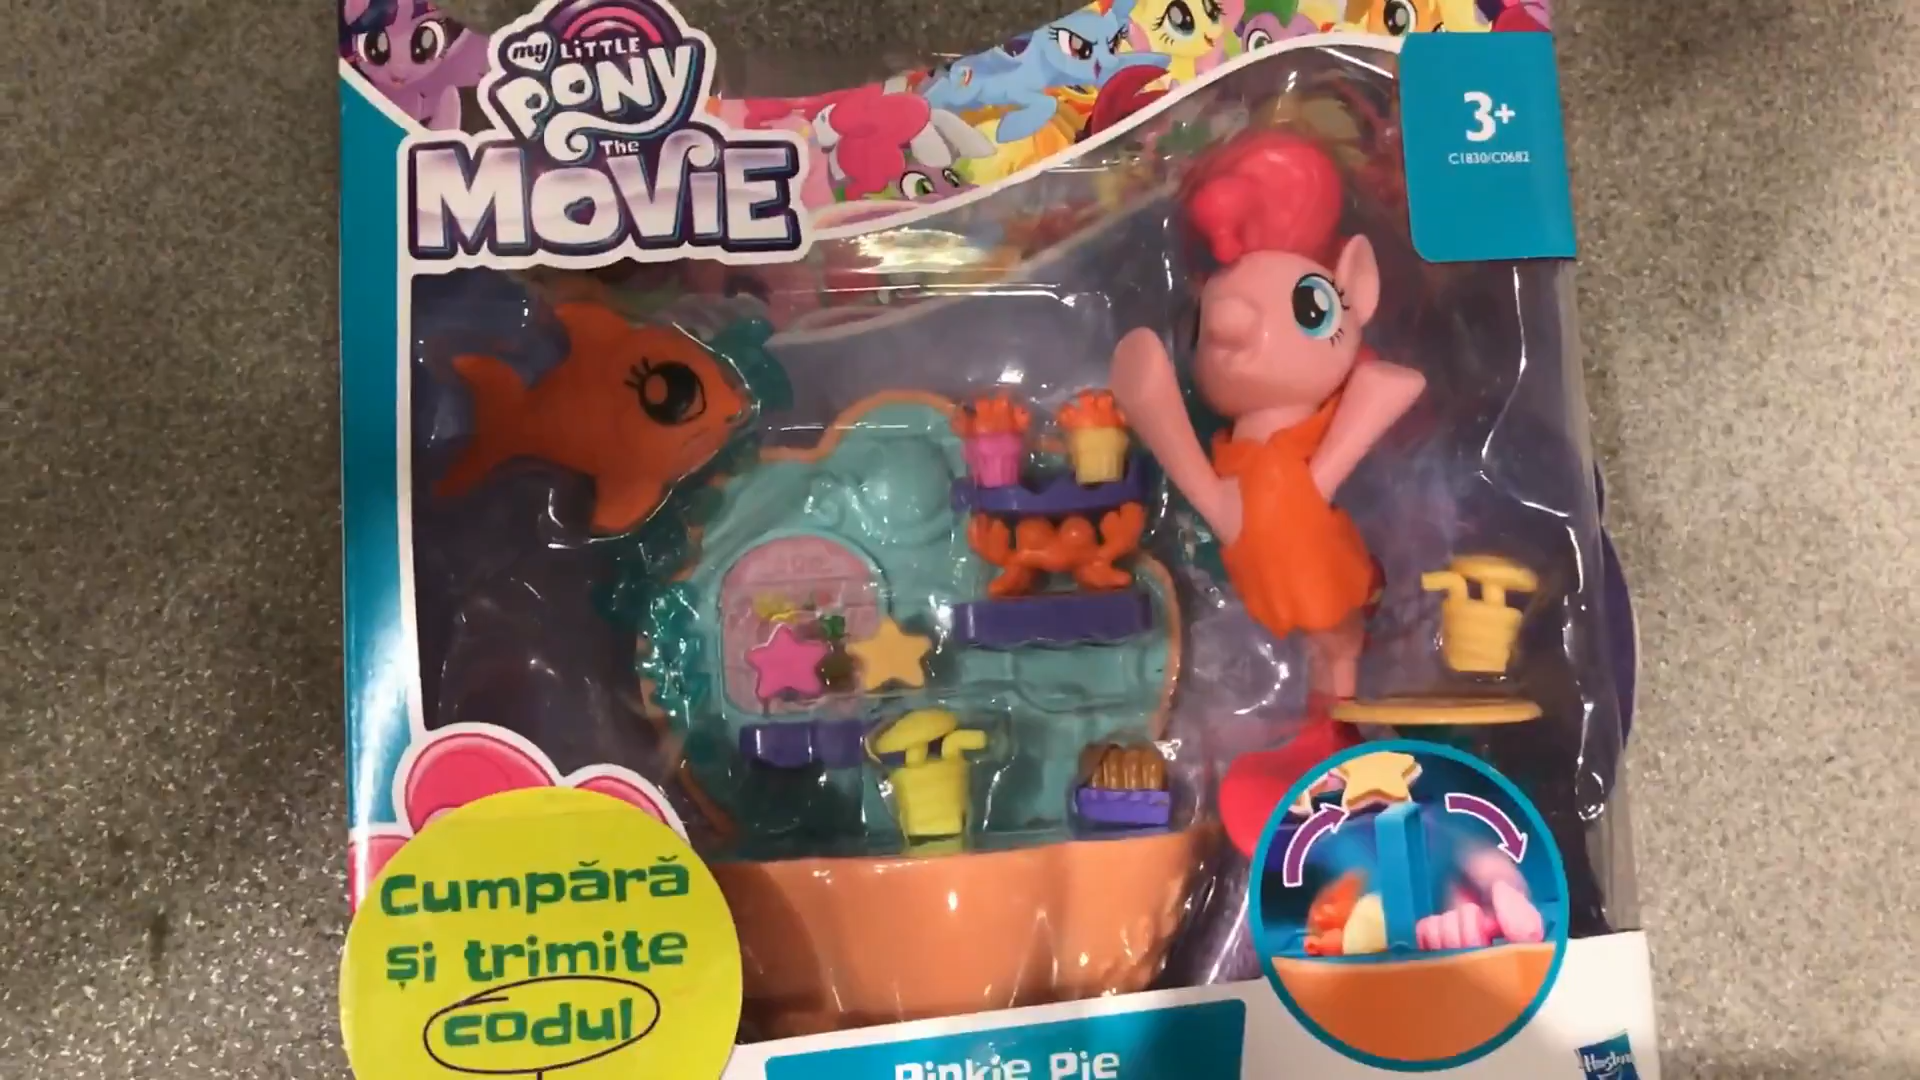 my LiTTLE
PONY
The
MOViE
3+
C1830/C0682
Cumpără
și trimite
codul
Pinkie Pie
Hasbro